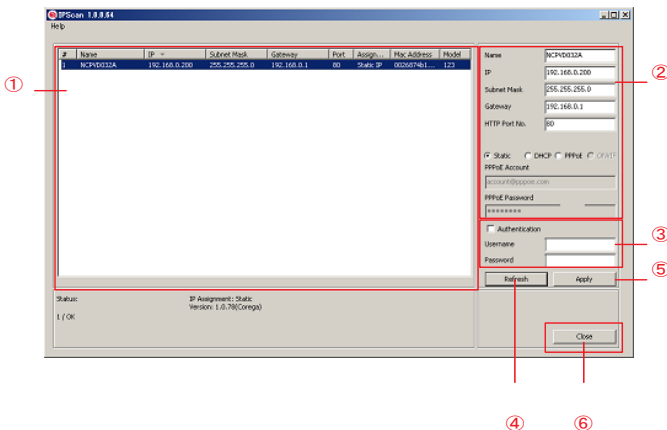 IPScan 1.0.0.64
Help
# Name IP Subnet Mask Gateway Port Assign... Mac Address Model
1 NCPVD032A 192.168.0.200 255.255.255.0 192.168.0.1 80 Static IP 0026874b1... 123
Name NCPVD032A
IP 192.168.0.200
Subnet Mask 255.255.255.0
Gateway 192.168.0.1
HTTP Port No. 80
Static DHCP PPPoE
PPPoE Account
account@pppoe.com
PPPoE Password
********
Authentication
Username
Password
Refresh Apply
Status: IP Assignment: Static
Version: 1.0.78(Corega)
1 / OK
Close
①
②
③
⑤
④ ⑥